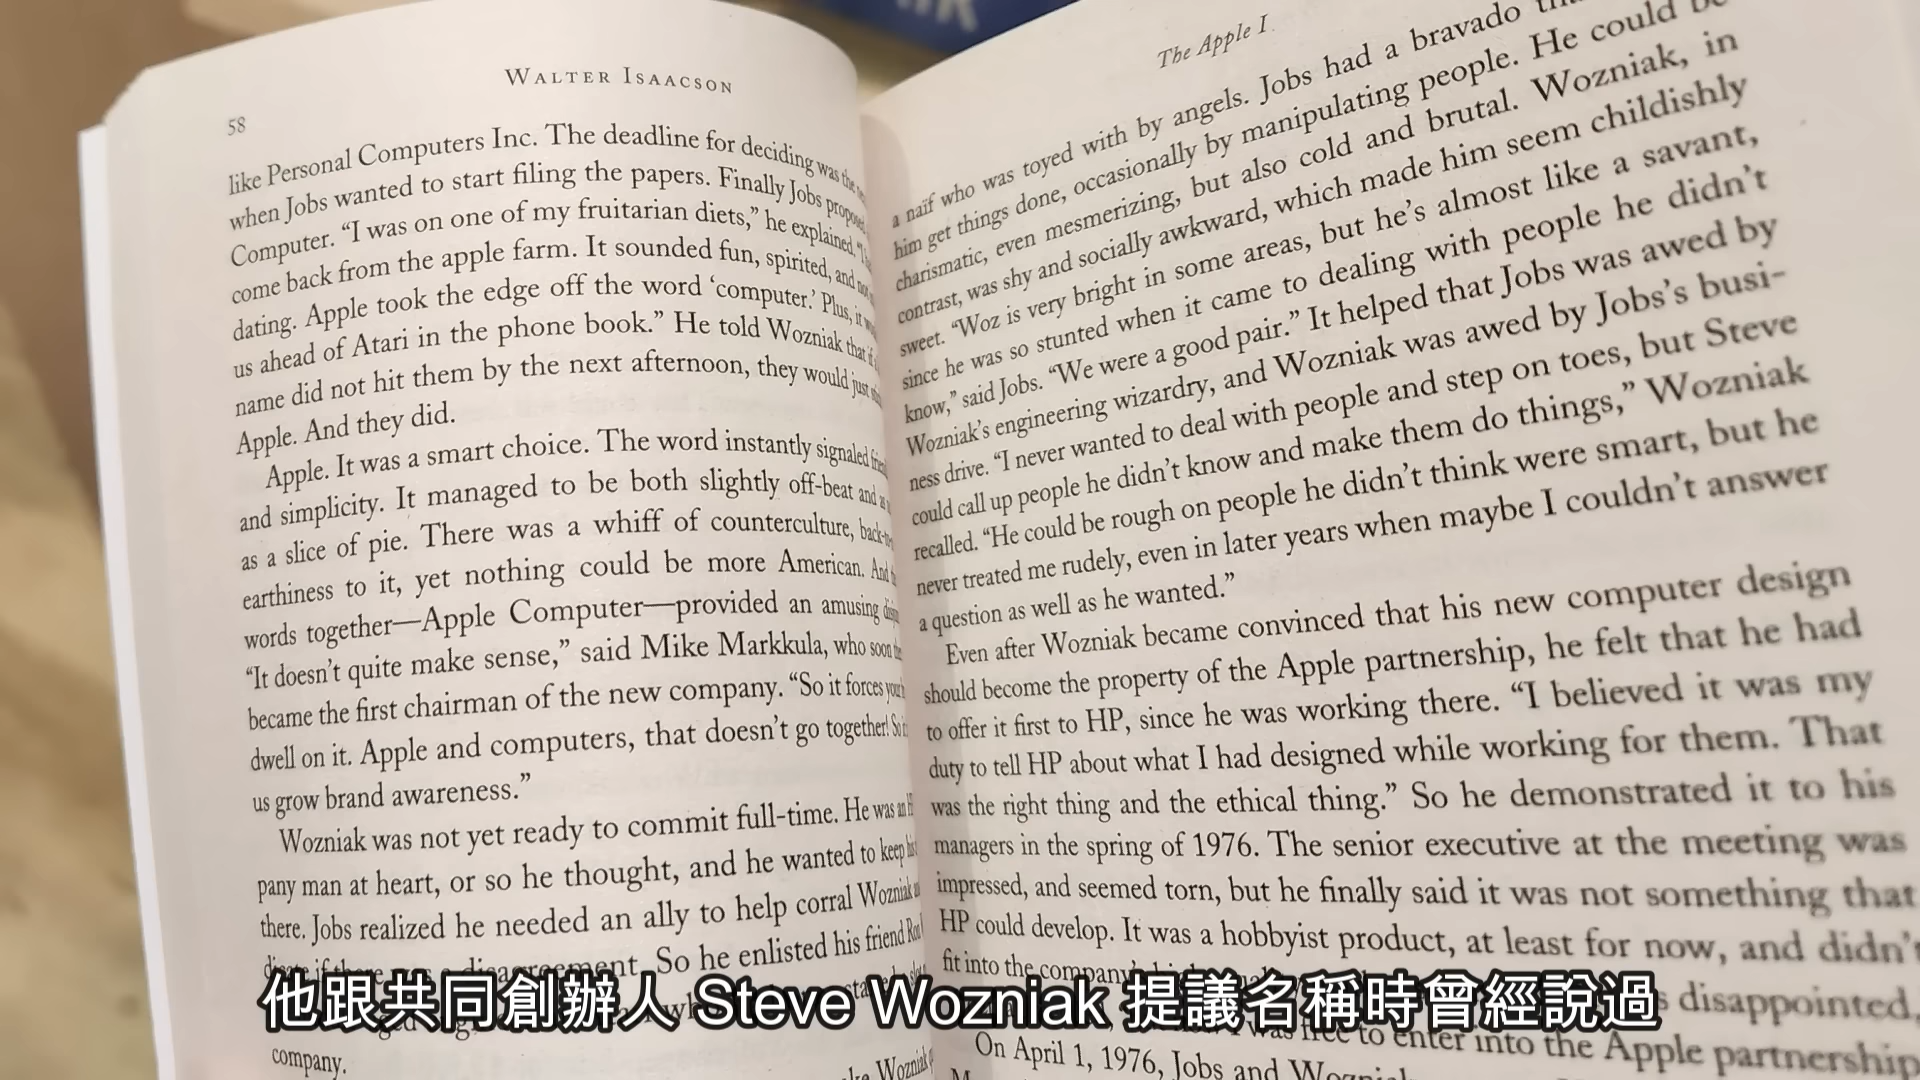 WALTER ISAACSON
58
like Personal Computers Inc. The deadline for deciding was the
when Jobs wanted to start filing the papers. Finally Jobs proposed
Computer. “I was on one of my fruitarian diets,” he explained.
come back from the apple farm. It sounded fun, spirited, and not
dating. Apple took the edge off the word ‘computer.’ Plus, it
us ahead of Atari in the phone book.” He told Wozniak that if
name did not hit them by the next afternoon, they would just
Apple. And they did.
Apple. It was a smart choice. The word instantly signaled
and simplicity. It managed to be both slightly off-beat and as
as a slice of pie. There was a whiff of counterculture,
earthiness to it, yet nothing could be more American. And
words together—Apple Computer—provided an amusing
“It doesn’t quite make sense,” said Mike Markkula, who soon
became the first chairman of the new company. “So it forces
dwell on it. Apple and computers, that doesn’t go together! So
us grow brand awareness.”
Wozniak was not yet ready to commit full-time. He was an
pany man at heart, or so he thought, and he wanted to keep
there. Jobs realized he needed an ally to help corral Wozniak
disagreement. So he enlisted his friend
company.
The Apple I
a naïf who was toyed with by angels. Jobs had a bravado
him get things done, occasionally by manipulating people. He could be
charismatic, even mesmerizing, but also cold and brutal. Wozniak, in
contrast, was shy and socially awkward, which made him seem childishly
sweet. “Woz is very bright in some areas, but he’s almost like a savant,
since he was so stunted when it came to dealing with people he didn’t
know,” said Jobs. “We were a good pair.” It helped that Jobs was awed by
Wozniak’s engineering wizardry, and Wozniak was awed by Jobs’s busi-
ness drive. “I never wanted to deal with people and step on toes, but Steve
could call up people he didn’t know and make them do things,” Wozniak
recalled. “He could be rough on people he didn’t think were smart, but he
never treated me rudely, even in later years when maybe I couldn’t answer
a question as well as he wanted.”
Even after Wozniak became convinced that his new computer design
should become the property of the Apple partnership, he felt that he had
to offer it first to HP, since he was working there. “I believed it was my
duty to tell HP about what I had designed while working for them. That
was the right thing and the ethical thing.” So he demonstrated it to his
managers in the spring of 1976. The senior executive at the meeting was
impressed, and seemed torn, but he finally said it was not something that
HP could develop. It was a hobbyist product, at least for now, and didn’t
fit into the company’s
disappointed,
free to enter into the Apple partnership
On April 1, 1976, Jobs and
他跟共同創辦人 Steve Wozniak 提議名稱時曾經說過